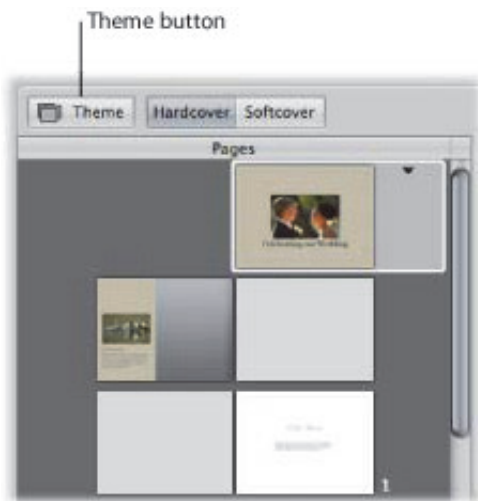 Theme button
Theme Hardcover Softcover
Pages
Celebrating our Wedding
1